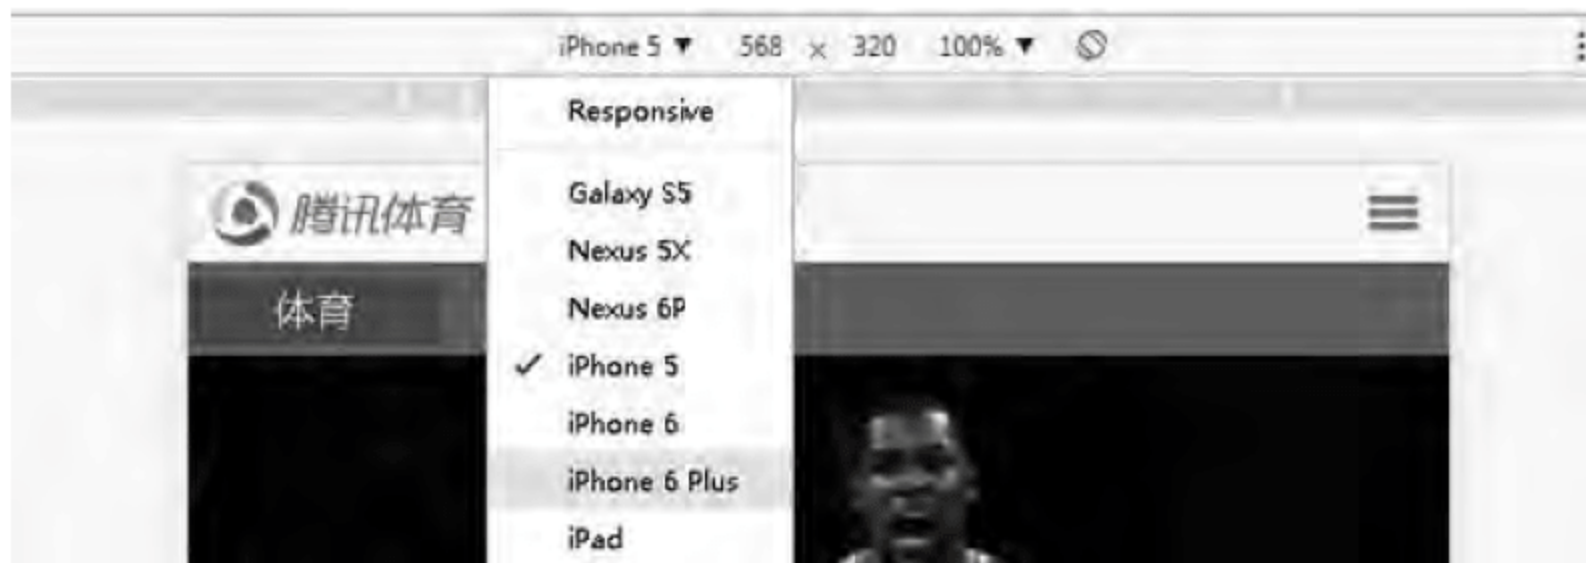 iPhone 5 ▼ 568 × 320 100% ▼
Responsive
Galaxy S5
Nexus 5X
Nexus 6P
✓ iPhone 5
iPhone 6
iPhone 6 Plus
iPad
腾讯体育
体育